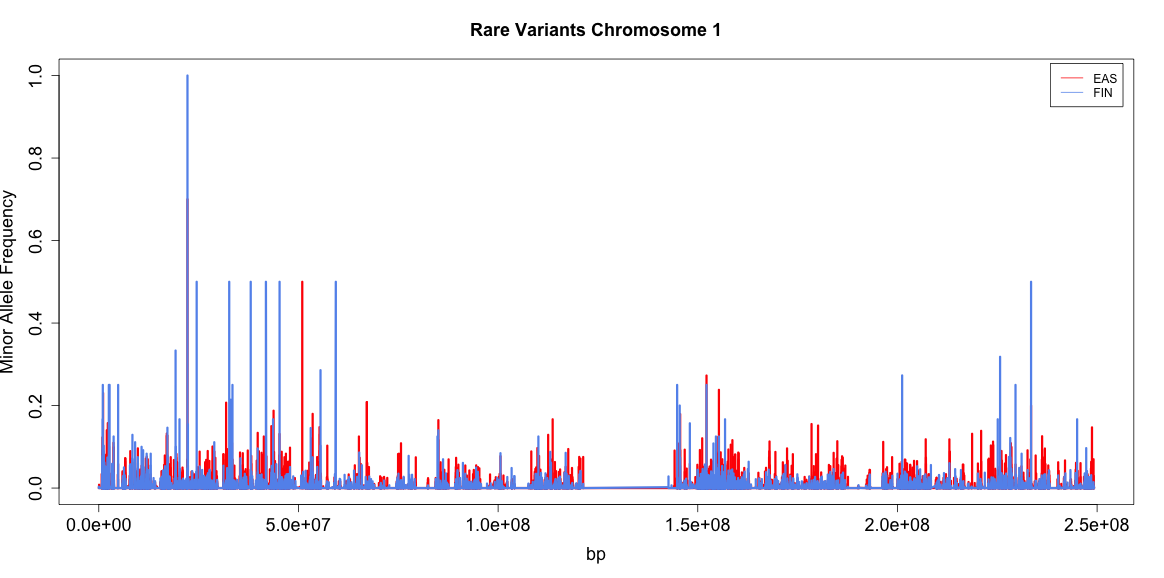 Rare Variants Chromosome 1
EAS
FIN
Minor Allele Frequency
1.0
0.8
0.6
0.4
0.2
0.0
0.0e+00 5.0e+07 1.0e+08 1.5e+08 2.0e+08 2.5e+08
bp